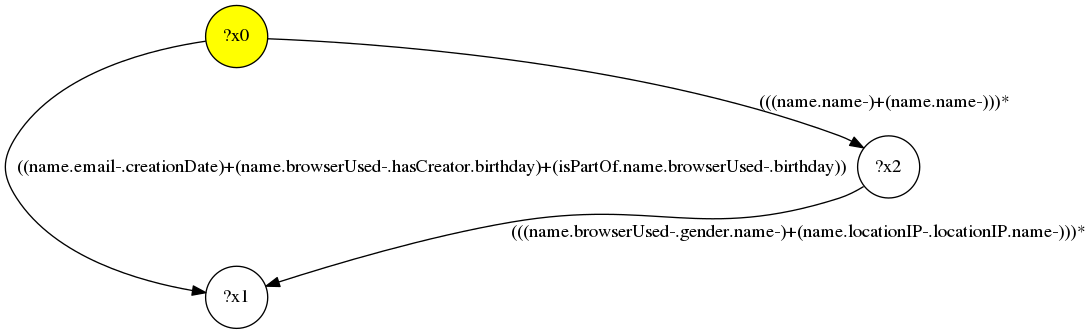 ?x0
(((name.name-)+(name.name-)))*
((name.email-.creationDate)+(name.browserUsed-.hasCreator.birthday)+(isPartOf.name.browserUsed-.birthday))
?x2
(((name.browserUsed-.gender.name-)+(name.locationIP-.locationIP.name-)))*
?x1